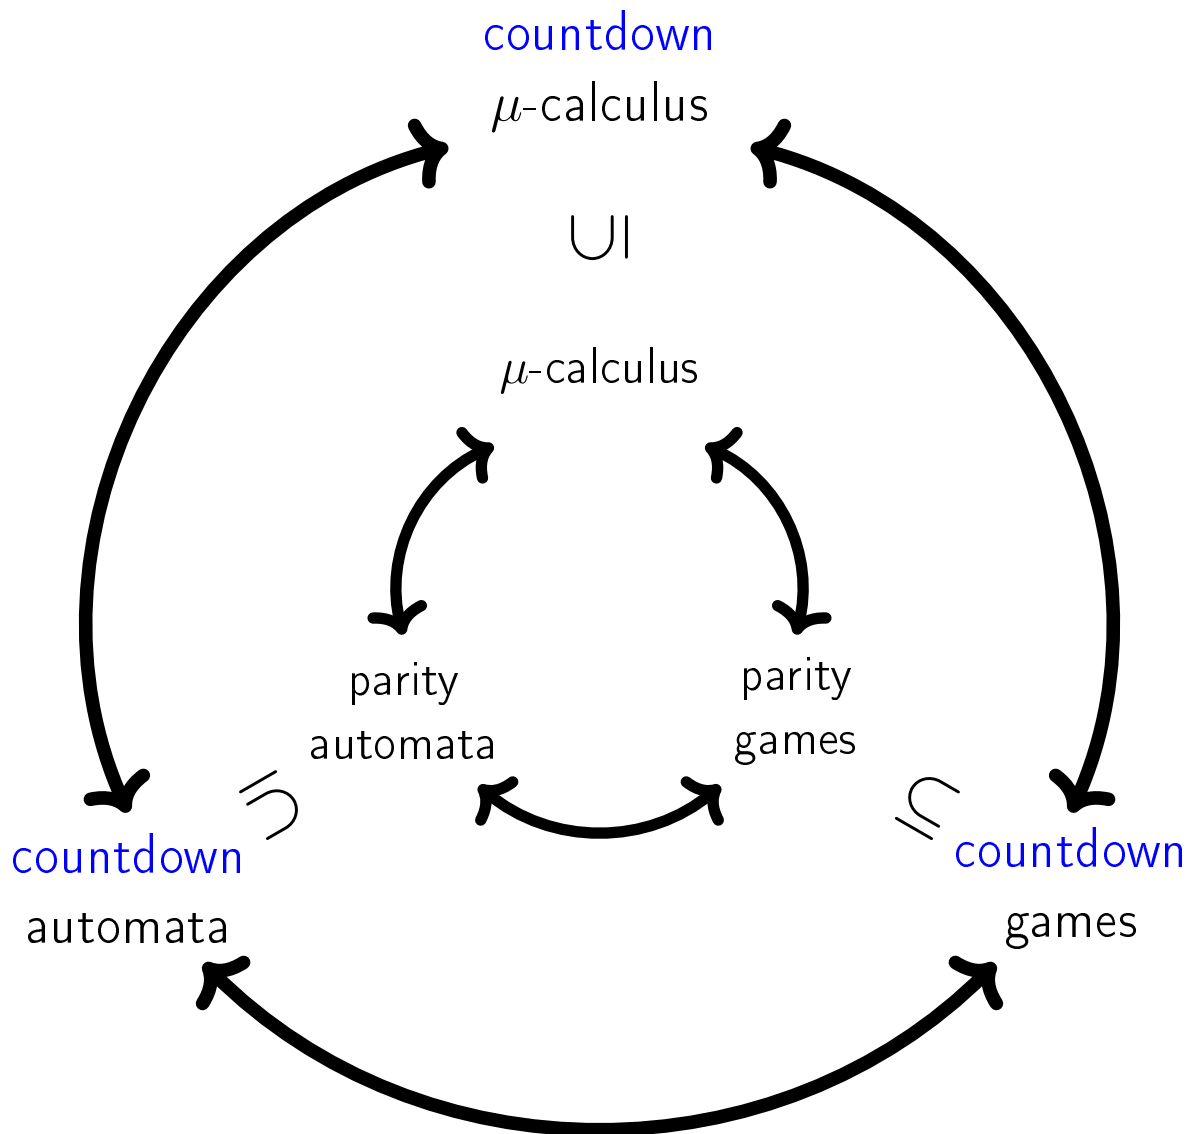 countdown
μ-calculus
⊆
μ-calculus
parity
automata
parity
games
⊆
⊆
countdown
automata
countdown
games